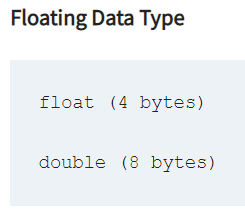 Floating Data Type
float (4 bytes)
double (8 bytes)